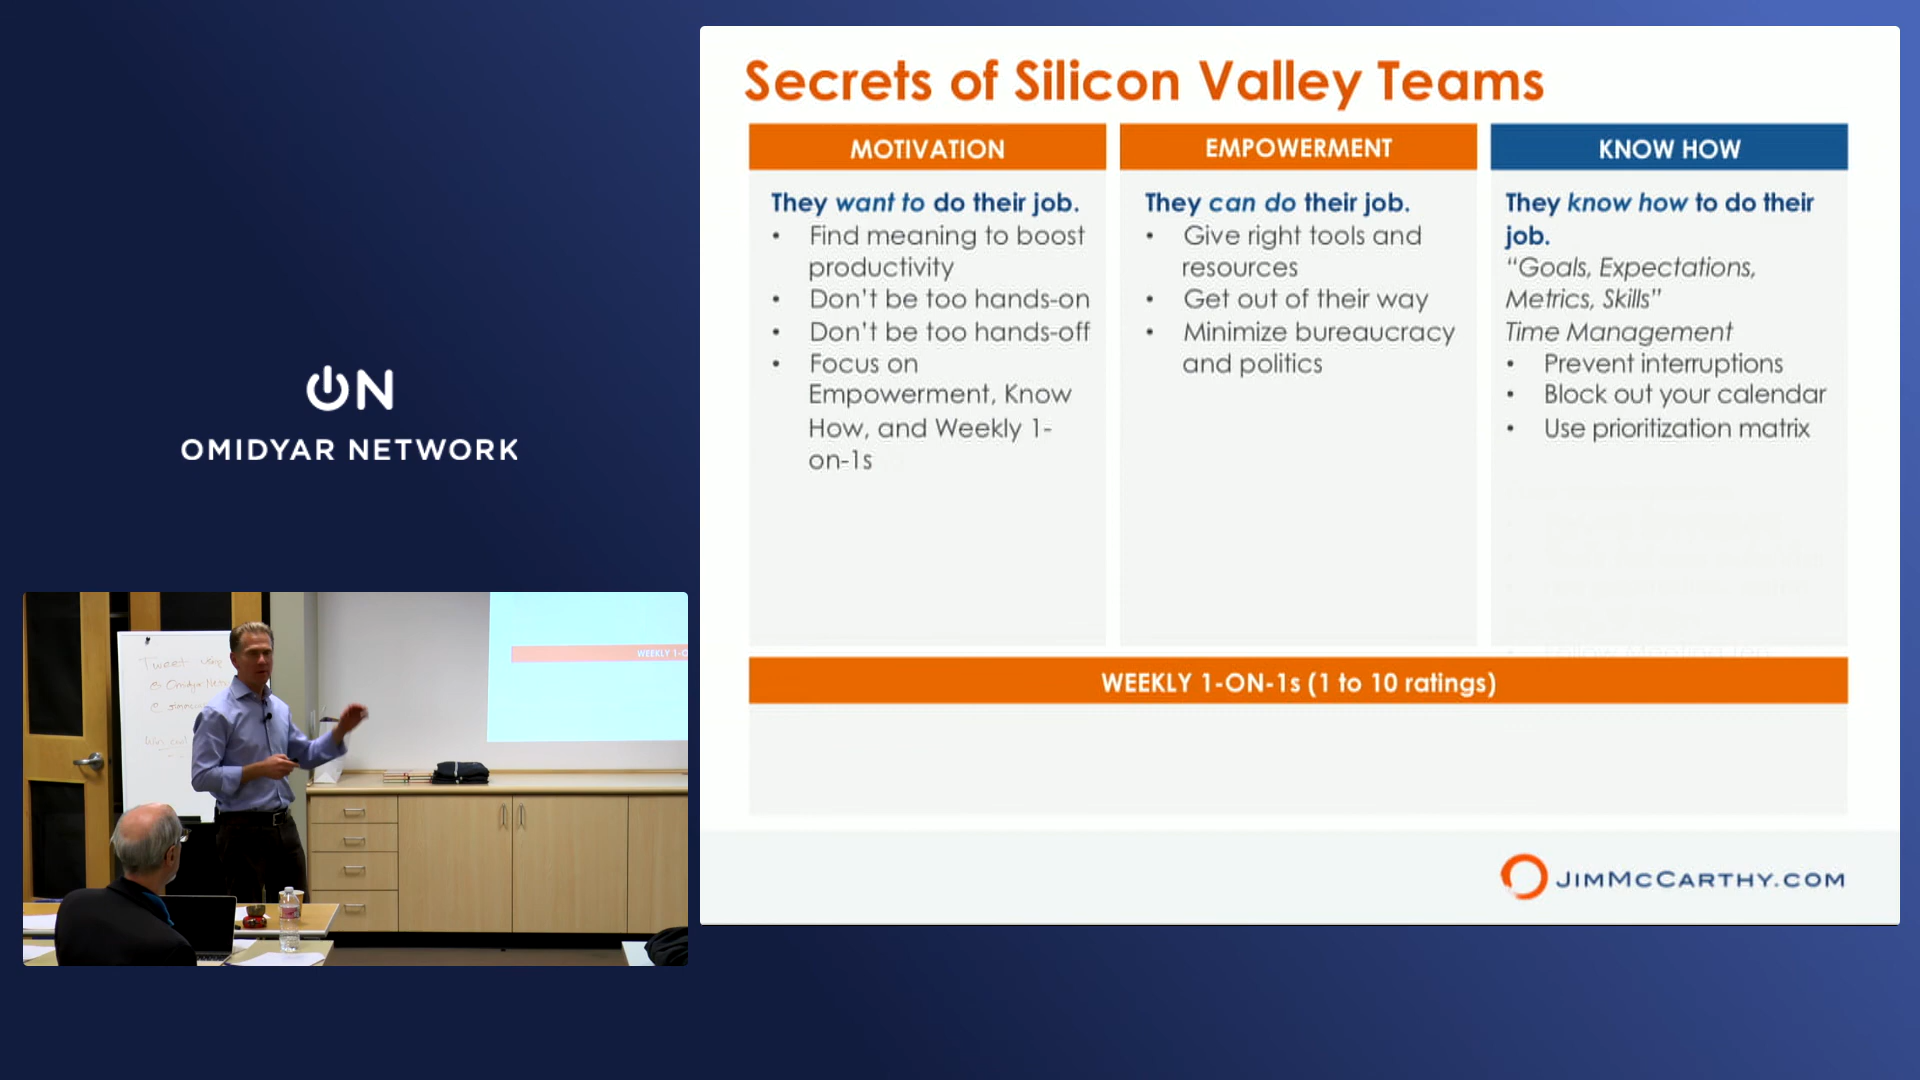 Secrets of Silicon Valley Teams
MOTIVATION
They want to do their job.
• Find meaning to boost
productivity
• Don't be too hands-on
• Don't be too hands-off
• Focus on
Empowerment, Know
How, and Weekly 1-
on-1s
EMPOWERMENT
They can do their job.
• Give right tools and
resources
• Get out of their way
• Minimize bureaucracy
and politics
KNOW HOW
They know how to do their
job.
“Goals, Expectations,
Metrics, Skills”
Time Management
• Prevent interruptions
• Block out your calendar
• Use prioritization matrix
WEEKLY 1-ON-1s (1 to 10 ratings)
JIMMCCARTHY.COM
ON
OMIDYAR NETWORK
Tweet using
WEEKLY 1-O